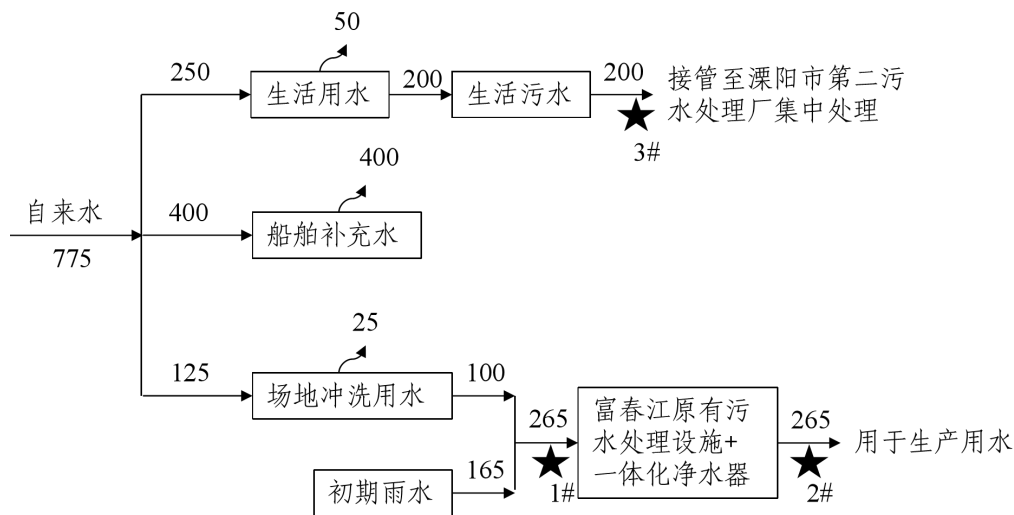 50
250
生活用水
200
生活污水
200
接管至溧阳市第二污
水处理厂集中处理
3#
400
自来水
775
400
船舶补充水
25
125
场地冲洗用水
100
265
富春江原有污
水处理设施+
一体化净水器
265
用于生产用水
初期雨水
165
1#
2#